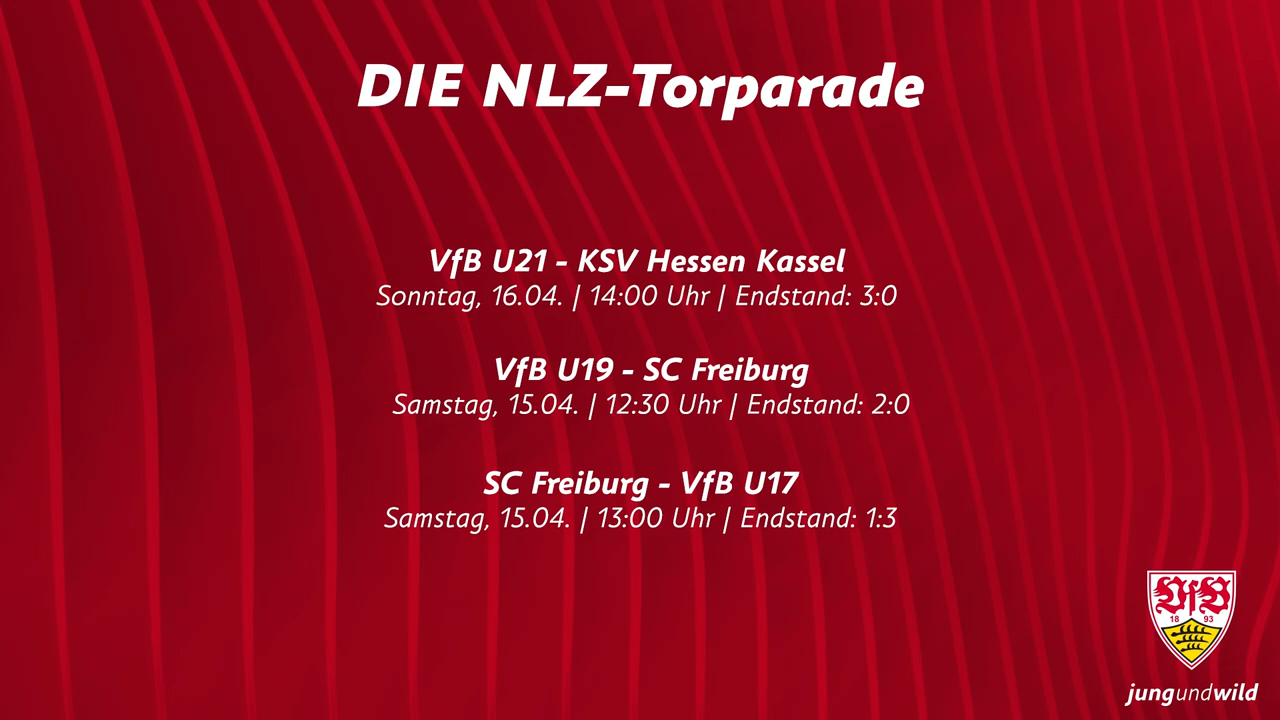 DIE NLZ-Torparade
VfB U21 - KSV Hessen Kassel
Sonntag, 16.04. | 14:00 Uhr | Endstand: 3:0
VfB U19 - SC Freiburg
Samstag, 15.04. | 12:30 Uhr | Endstand: 2:0
SC Freiburg - VfB U17
Samstag, 15.04. | 13:00 Uhr | Endstand: 1:3
VfB
18 93
jungundwild